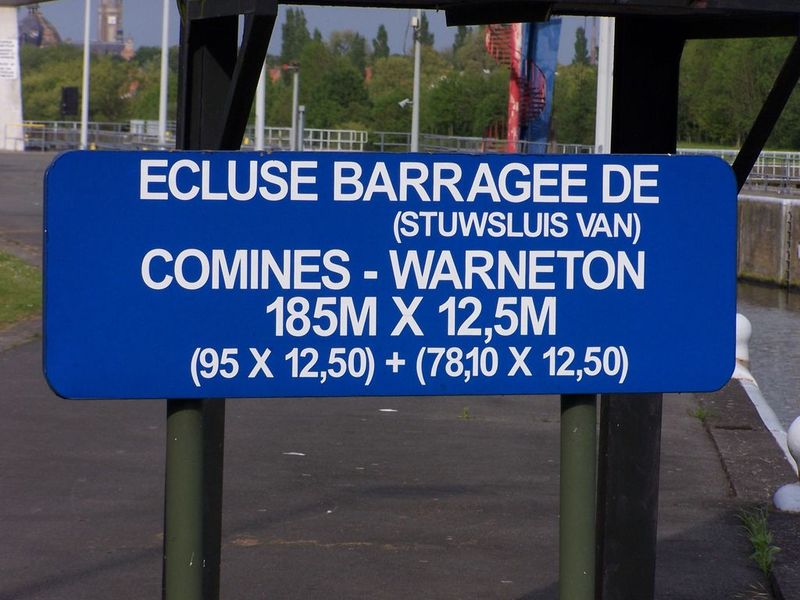 ECLUSE BARRAGEE DE
(STUWSLUIS VAN)
COMINES - WARNETON
185M X 12,5M
(95 X 12,50) + (78,10 X 12,50)